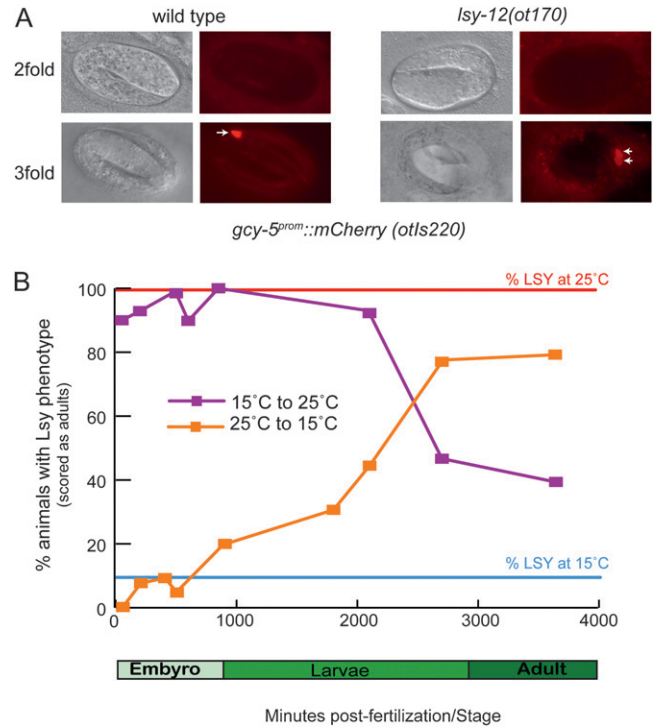 A
wild type
lsy-12(ot170)
2fold
3fold
gcy-5prom::mCherry (otIs220)
B
% LSY at 25˚C
100
80
60
40
20
0
% animals with Lsy phenotype
(scored as adults)
15˚C to 25˚C
25˚C to 15˚C
% LSY at 15˚C
0 1000 2000 3000 4000
Embyro Larvae Adult
Minutes post-fertilization/Stage